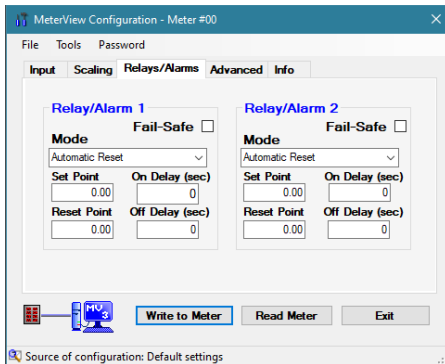 MeterView Configuration - Meter #00
File Tools Password
Input Scaling Relays/Alarms Advanced Info
Relay/Alarm 1
Fail-Safe
Mode
Automatic Reset
Set Point On Delay (sec)
0.00 0
Reset Point Off Delay (sec)
0.00 0
Relay/Alarm 2
Fail-Safe
Mode
Automatic Reset
Set Point On Delay (sec)
0.00 0
Reset Point Off Delay (sec)
0.00 0
MV
3
Write to Meter Read Meter Exit
Source of configuration: Default settings